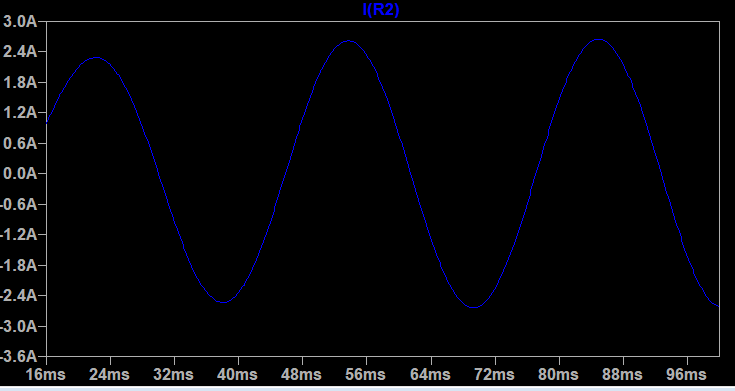 I(R2)
3.0A
2.4A
1.8A
1.2A
0.6A
0.0A
-0.6A
-1.2A
-1.8A
-2.4A
-3.0A
-3.6A
16ms 24ms 32ms 40ms 48ms 56ms 64ms 72ms 80ms 88ms 96ms